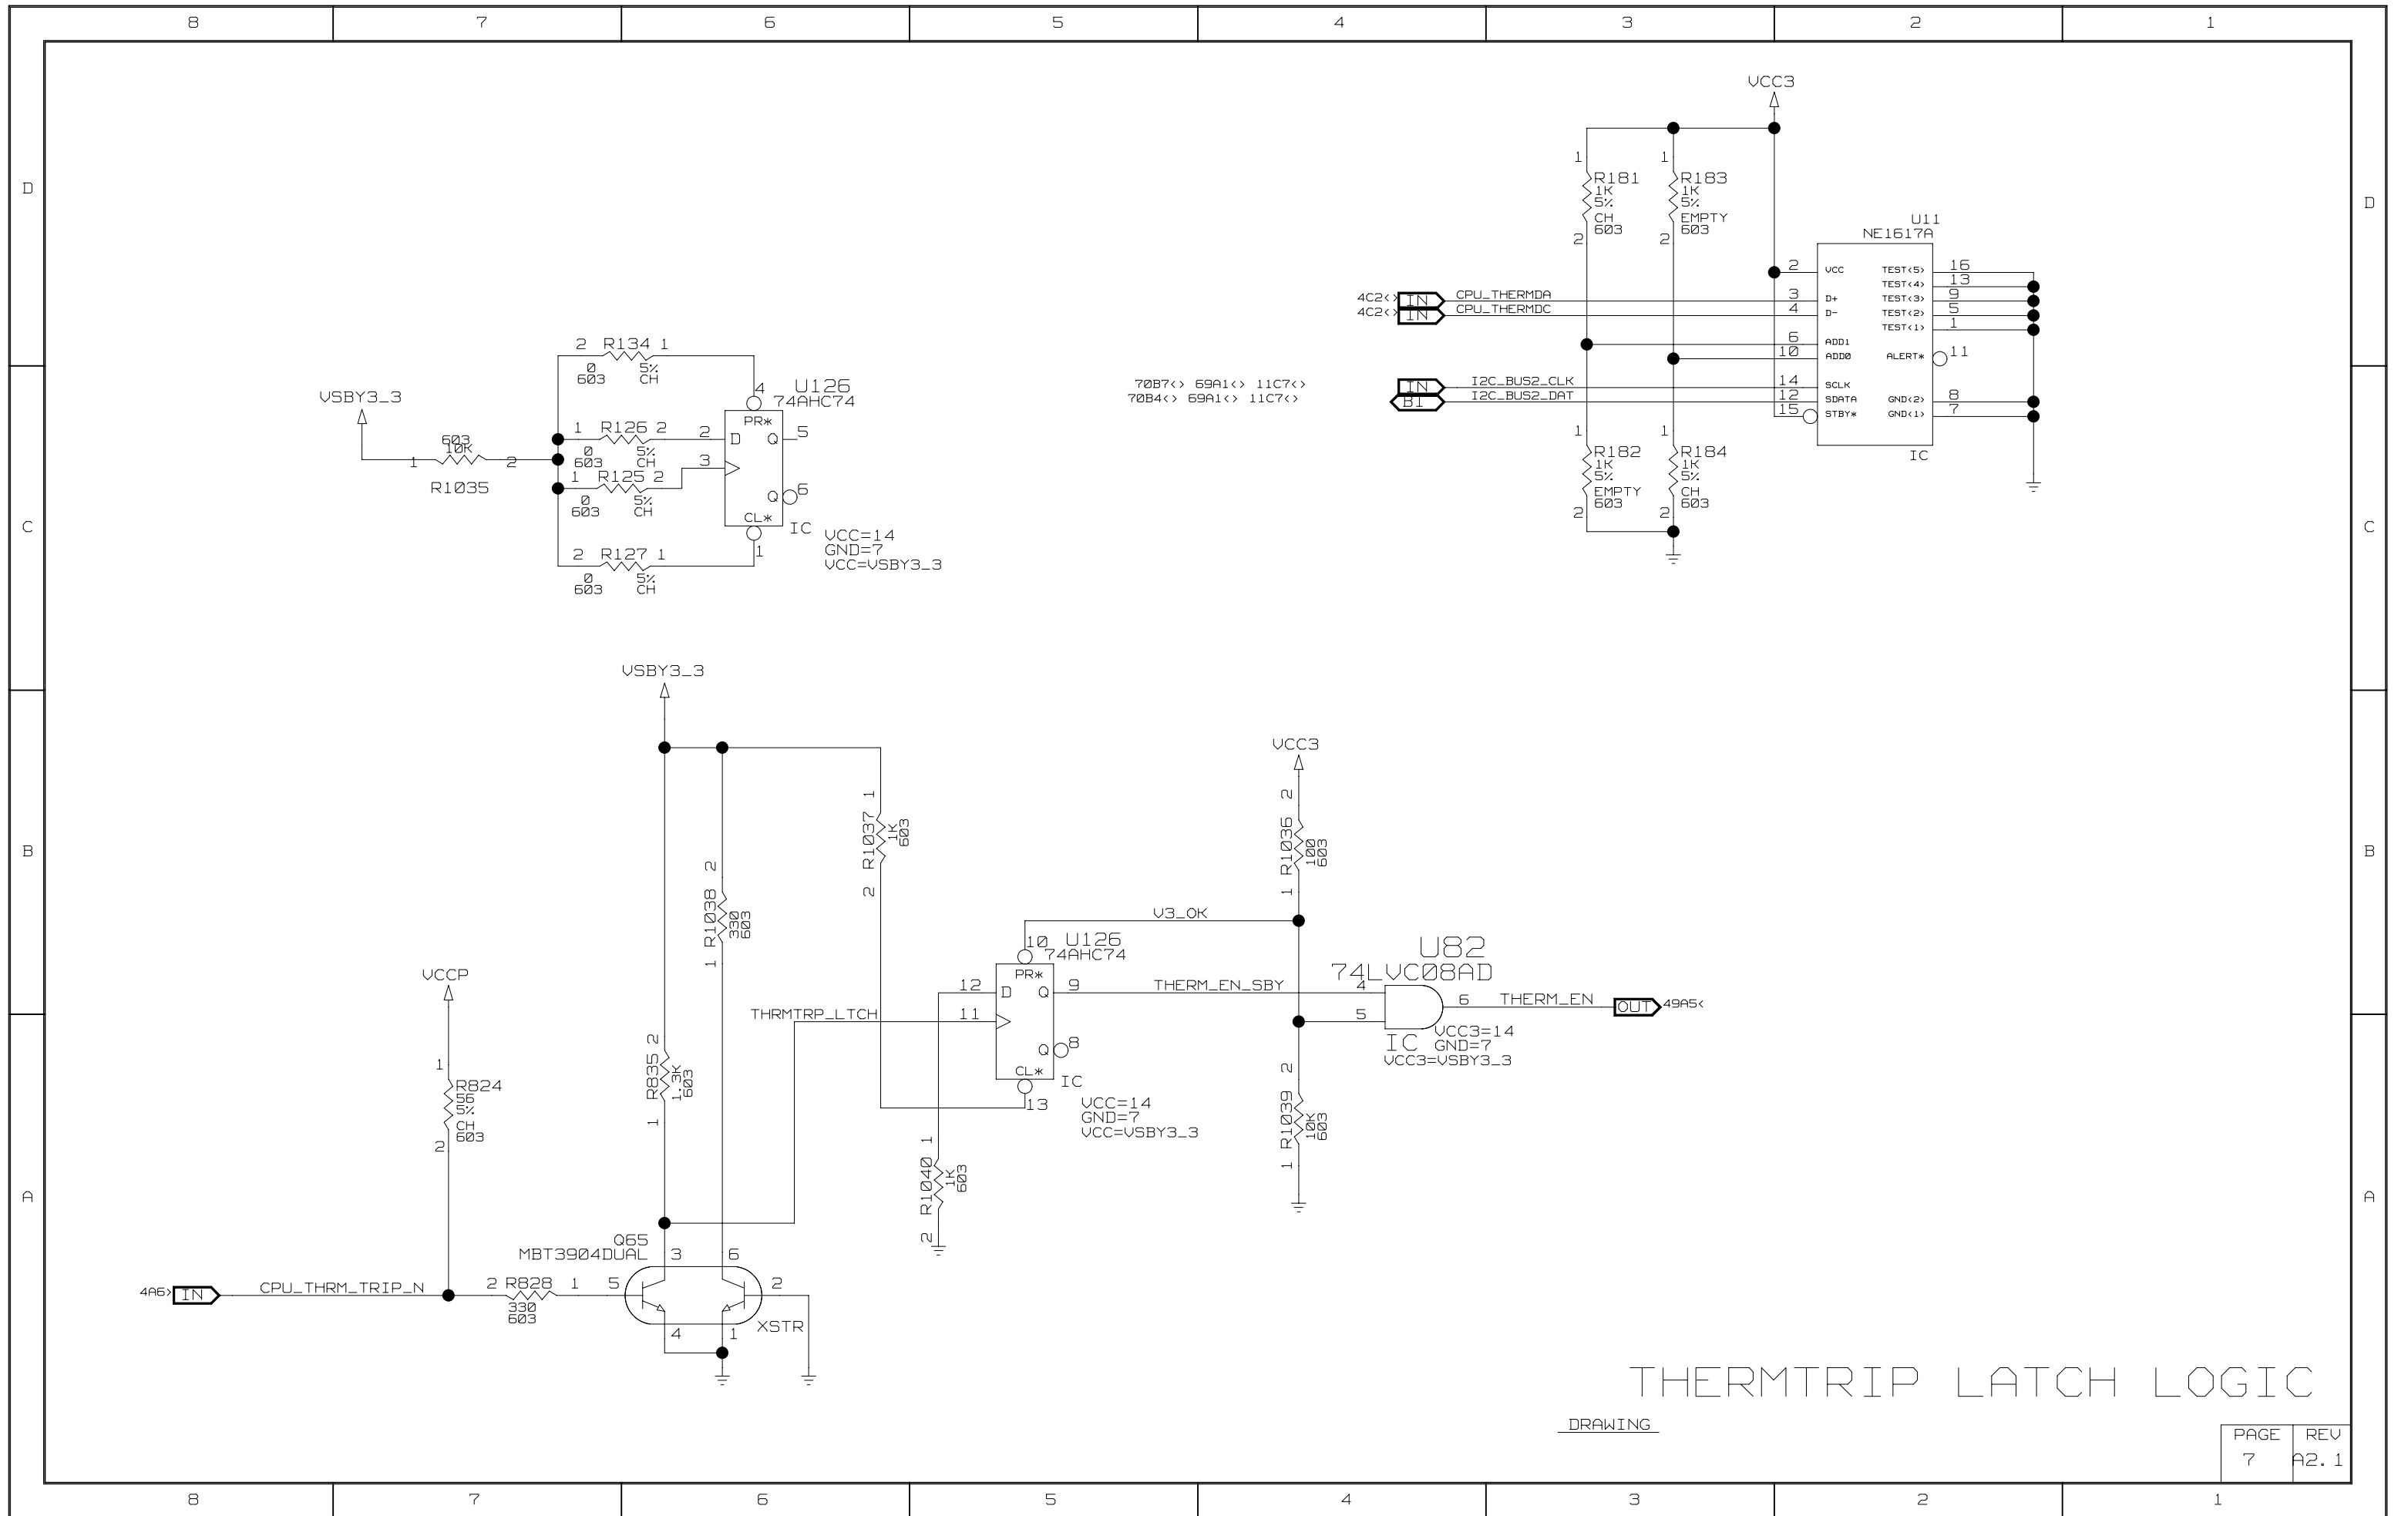 8 7 6 5 4 3 2 1
D
D
C
C
B
B
A
A
VCC3
1
R181
1K
5%
CH
603
2
1
R183
1K
5%
EMPTY
603
2
U11
NE1617A
2 VCC TEST<5> 16
TEST<4> 13
3 D+ TEST<3> 9
4 D- TEST<2> 5
TEST<1> 1
6 ADD1
10 ADD0 ALERT* 11
14 SCLK
12 SDATA GND<2> 8
15 STBY* GND<1> 7
IC
4C2<> IN CPU_THERMDA
4C2<> IN CPU_THERMDC
70B7<> 69A1<> 11C7<> IN I2C_BUS2_CLK
70B4<> 69A1<> 11C7<> BI I2C_BUS2_DAT
1
R182
1K
5%
EMPTY
603
2
1
R184
1K
5%
CH
603
2
VSBY3_3
603
10K
1 2
R1035
2 R134 1
0 5%
603 CH
1 R126 2
0 5%
603 CH
1 R125 2
0 5%
603 CH
2 R127 1
0 5%
603 CH
U126
74AHC74
4
PR*
2 D Q 5
3
Q 6
CL*
1
IC
VCC=14
GND=7
VCC=VSBY3_3
VSBY3_3
1
R1037
1K
603
2
2
R1038
330
603
1
2
R835
1.3K
603
1
VCCP
1
R824
56
5%
CH
603
2
4A6> IN CPU_THRM_TRIP_N
2 R828 1
330
603
Q65
MBT3904DUAL
3 6
5 2
4 1
XSTR
THRMTRP_LTCH
U126
74AHC74
10
PR*
12 D Q 9
11
Q 8
CL*
13
IC
VCC=14
GND=7
VCC=VSBY3_3
1
R1040
1K
603
2
VCC3
2
R1036
100
603
1
V3_OK
THERM_EN_SBY
2
R1039
10K
603
1
U82
74LVC08AD
4
5
6 THERM_EN OUT 49A5<
IC
VCC3=14
GND=7
VCC3=VSBY3_3
THERMTRIP LATCH LOGIC
DRAWING
PAGE REV
7 A2.1
8 7 6 5 4 3 2 1